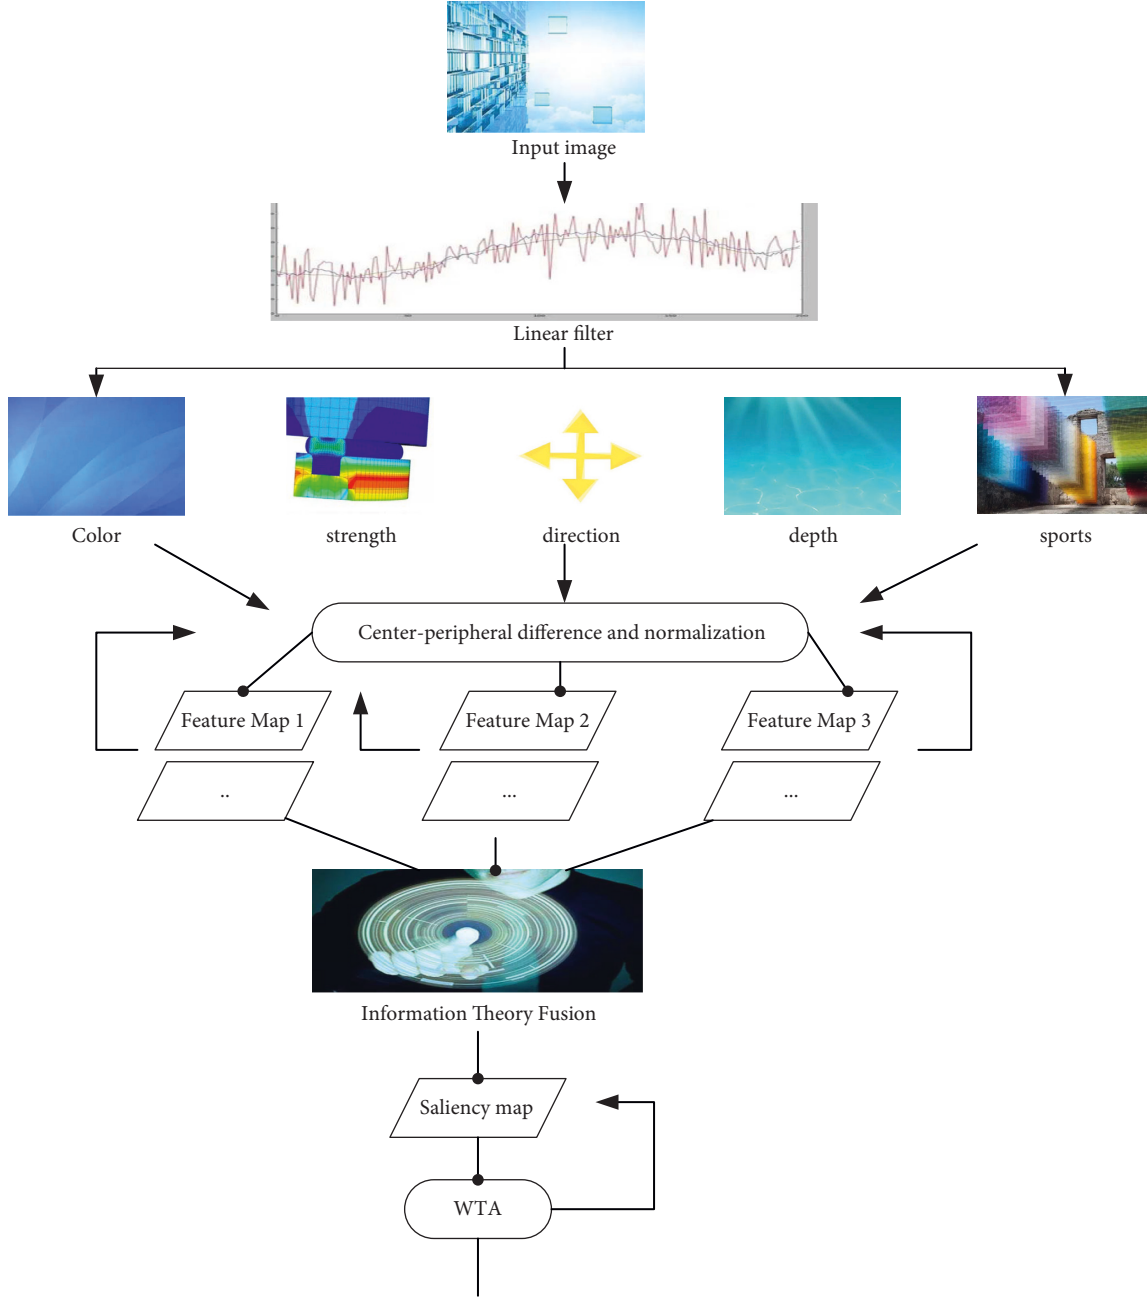 Input image
Linear filter
Color
strength
direction
depth
sports
Center-peripheral difference and normalization
Feature Map 1
Feature Map 2
Feature Map 3
..
...
...
Information Theory Fusion
Saliency map
WTA